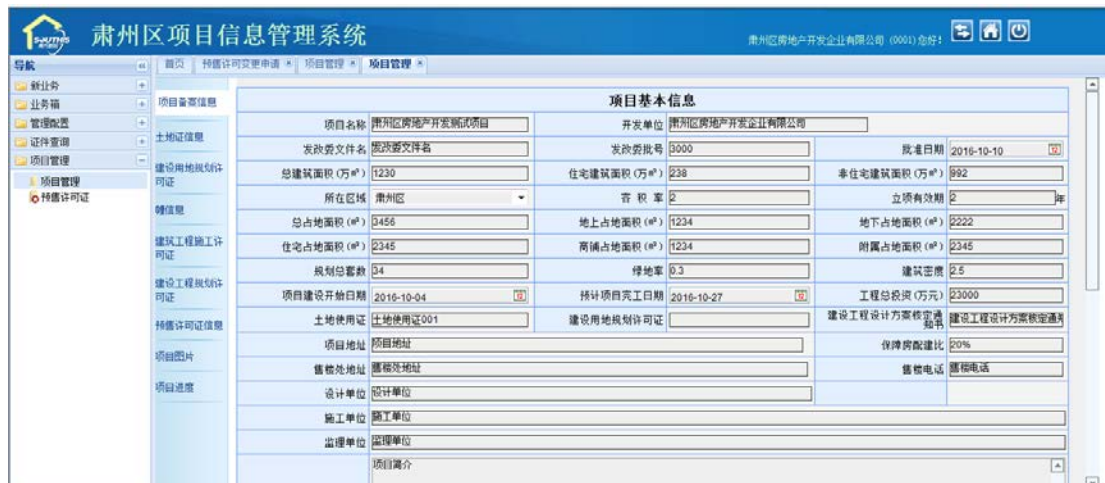 SOUTHS 肃州区项目信息管理系统
肃州区房地产开发企业有限公司 (0001) 您好!
导航
首页 预售许可变更申请 项目管理 项目管理
新业务
业务箱
管理配置
证件查询
项目管理
项目管理
预售许可证
项目备案信息
土地证信息
建设用地规划许
可证
幢信息
建筑工程施工许
可证
建设工程规划许
可证
预售许可证信息
项目图片
项目进度
项目基本信息
项目名称 肃州区房地产开发测试项目 开发单位 肃州区房地产开发企业有限公司
发改委文件名 发改委文件名 发改委批号 3000 批准日期 2016-10-10
总建筑面积(万㎡) 1230 住宅建筑面积(万㎡) 238 非住宅建筑面积(万㎡) 992
所在区域 肃州区 容积率 2 立项有效期 2 年
总占地面积(㎡) 3456 地上占地面积(㎡) 1234 地下占地面积(㎡) 2222
住宅占地面积(㎡) 2345 商铺占地面积(㎡) 1234 附属占地面积(㎡) 2345
规划总套数 34 绿地率 0.3 建筑密度 2.5
项目建设开始日期 2016-10-04 预计项目完工日期 2016-10-27 工程总投资(万元) 23000
土地使用证 土地使用证001 建设用地规划许可证 建设工程设计方案核定通知书 建设工程设计方案核定通知
项目地址 项目地址 保障房配建比 20%
售楼处地址 售楼处地址 售楼电话 售楼电话
设计单位 设计单位
施工单位 施工单位
监理单位 监理单位
项目简介